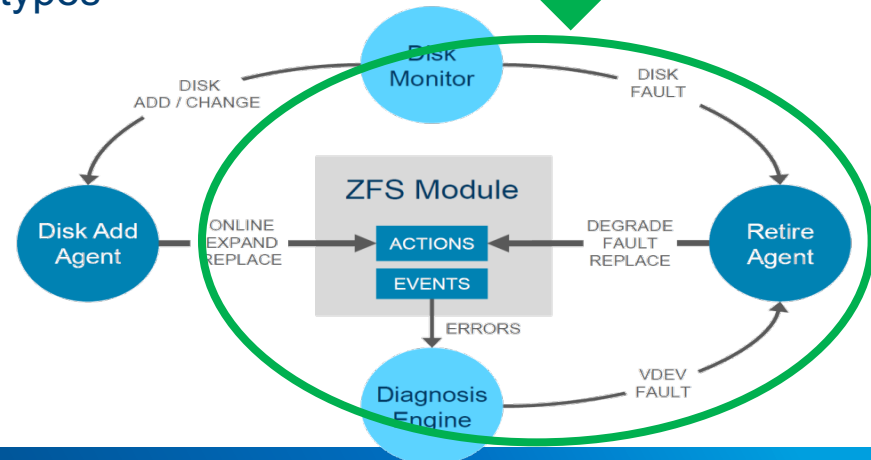 types
Disk
Monitor
DISK
ADD / CHANGE
DISK
FAULT
ZFS Module
Disk Add
Agent
ONLINE
EXPAND
REPLACE
ACTIONS
EVENTS
DEGRADE
FAULT
REPLACE
Retire
Agent
ERRORS
Diagnosis
Engine
VDEV
FAULT